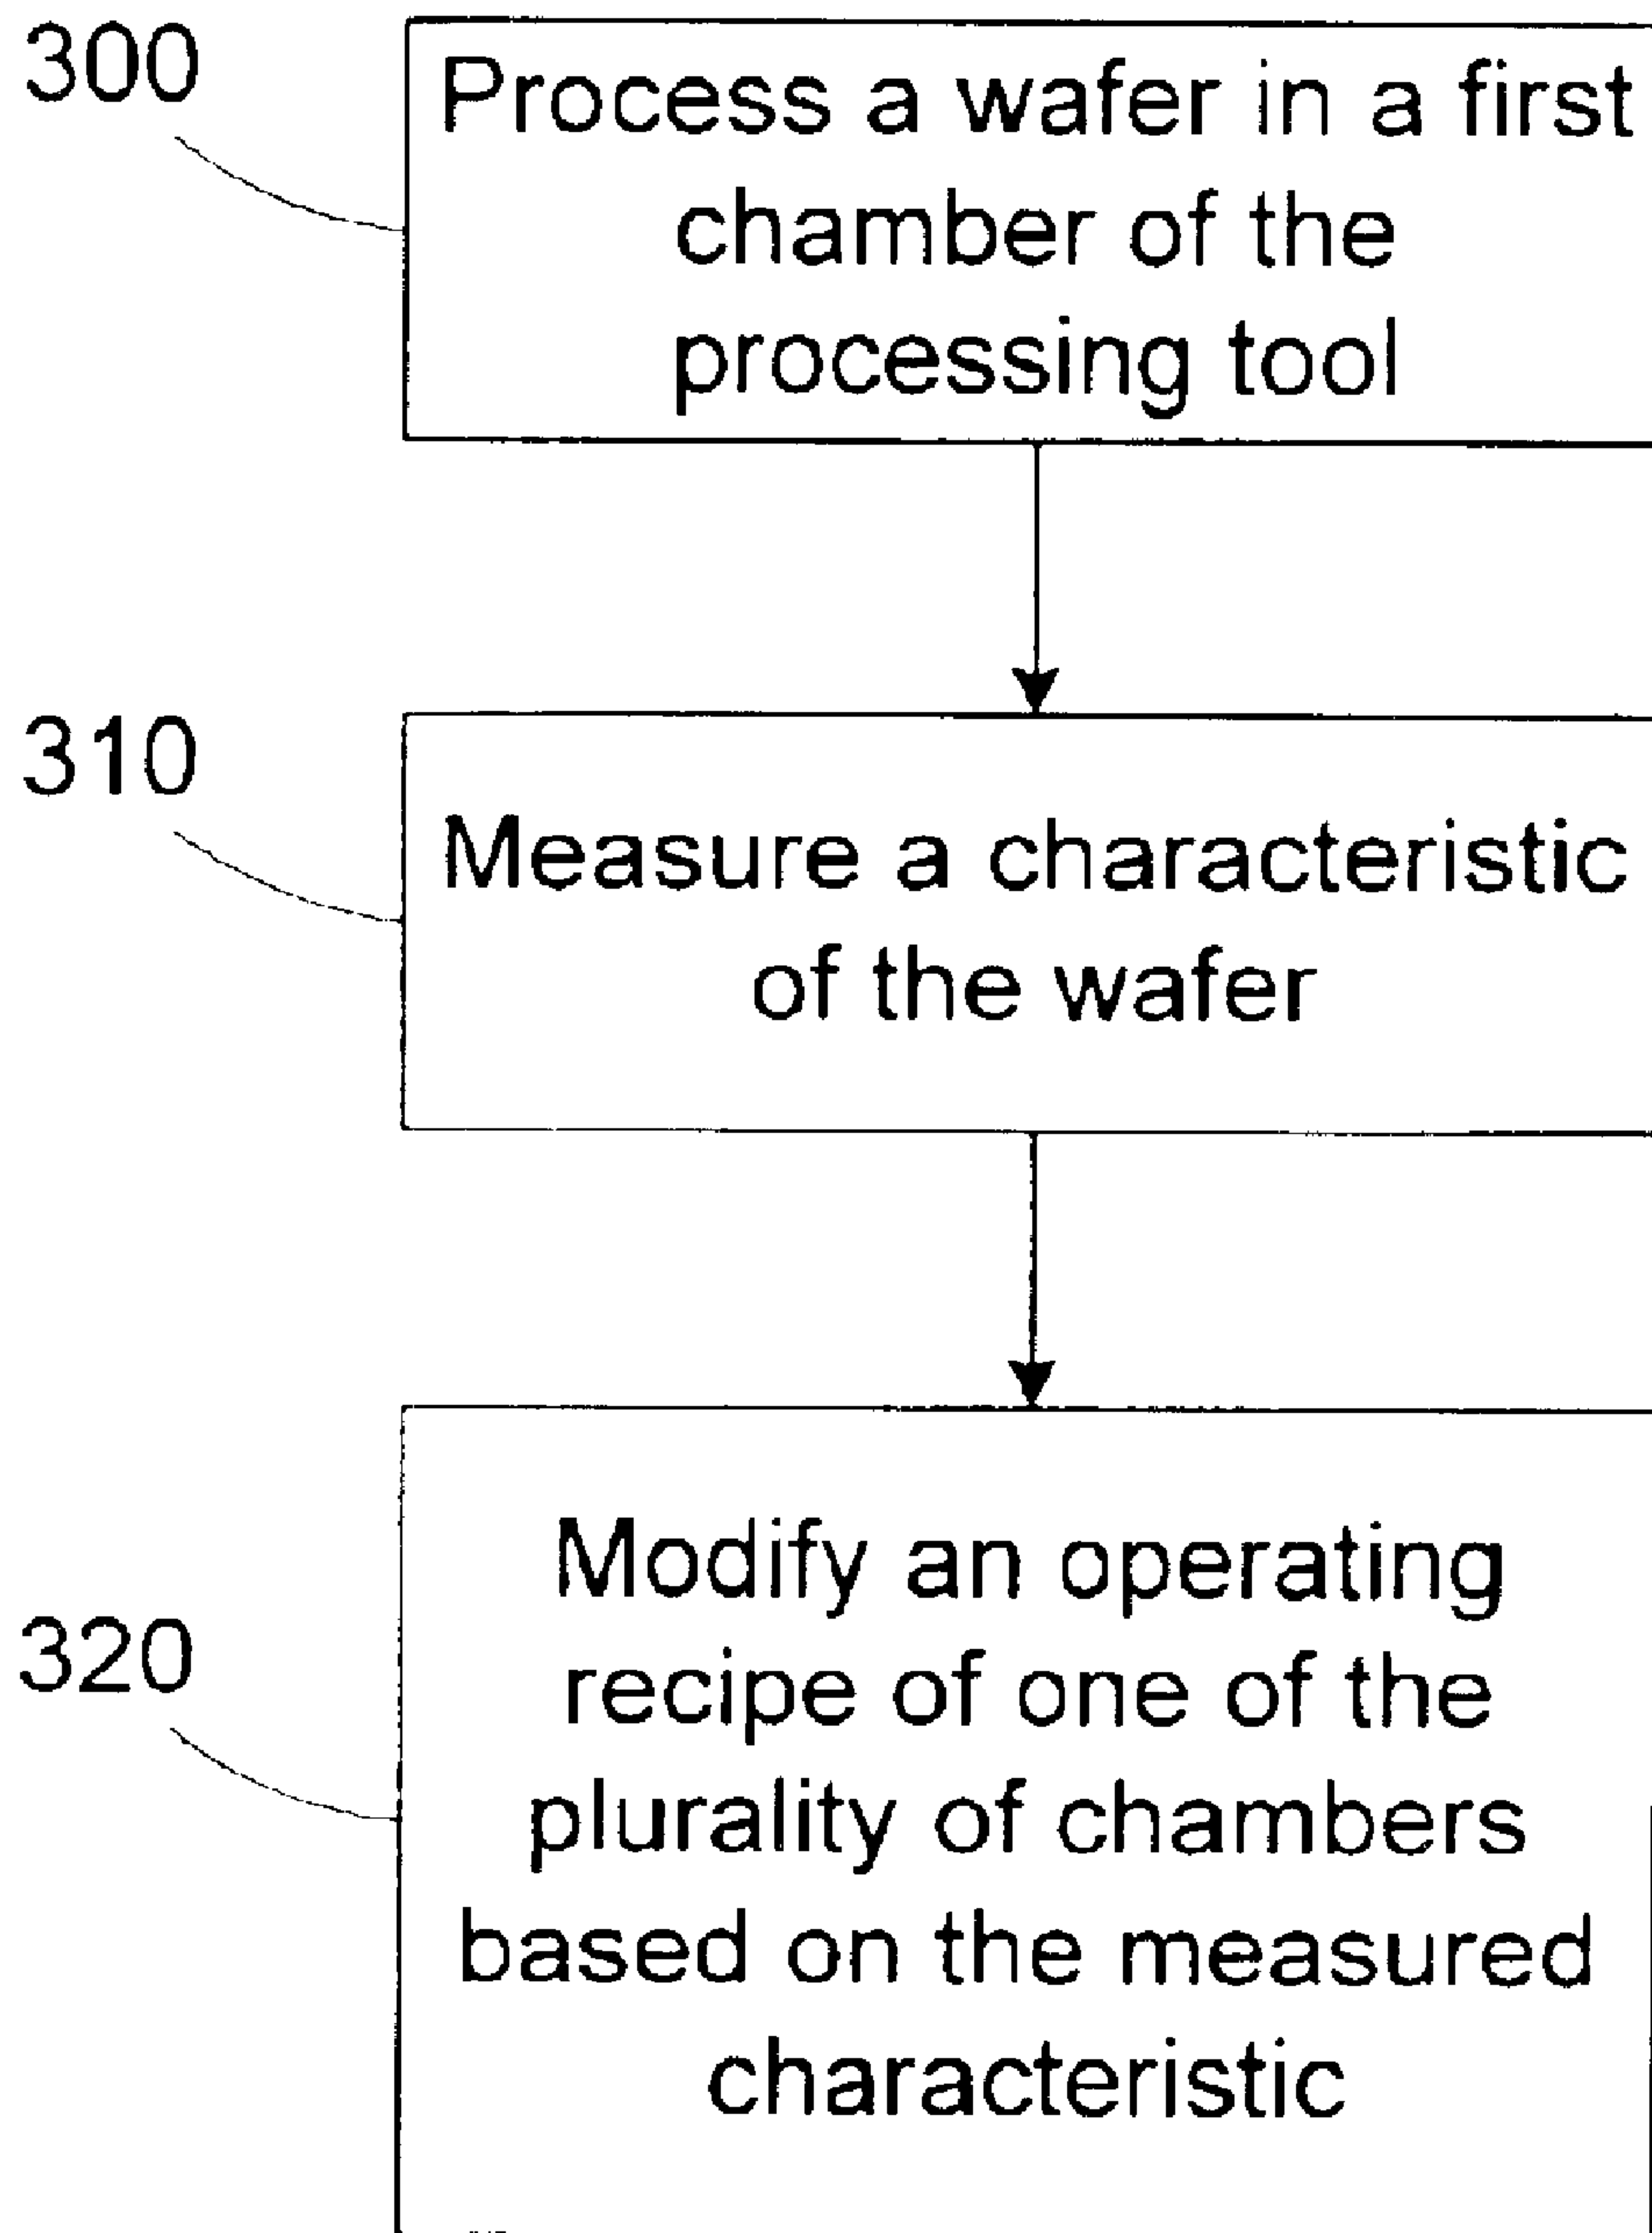 300
Process a wafer in a first
chamber of the
processing tool
310
Measure a characteristic
of the wafer
320
Modify an operating
recipe of one of the
plurality of chambers
based on the measured
characteristic